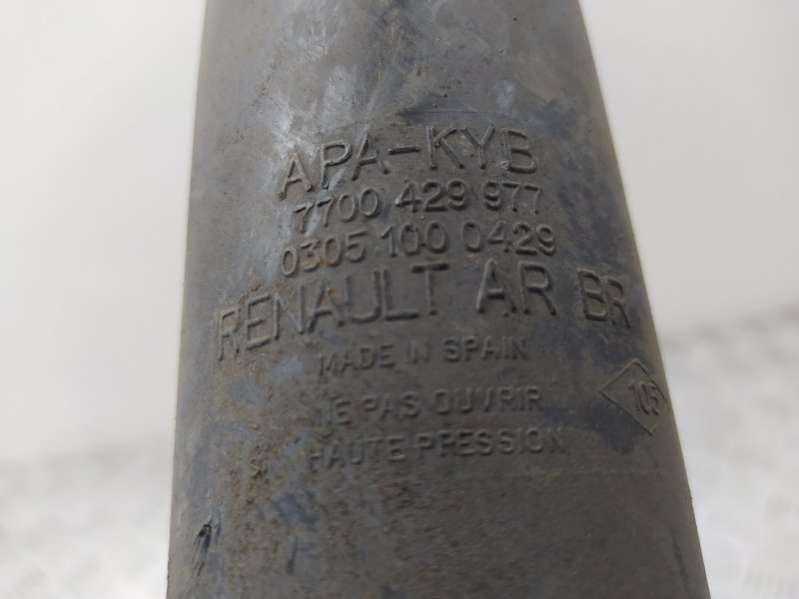 APA-KYB
7700 429 977
0305 100 0429
RENAULT AR BR
MADE IN SPAIN
NE PAS OUVRIR
105
HAUTE PRESSION